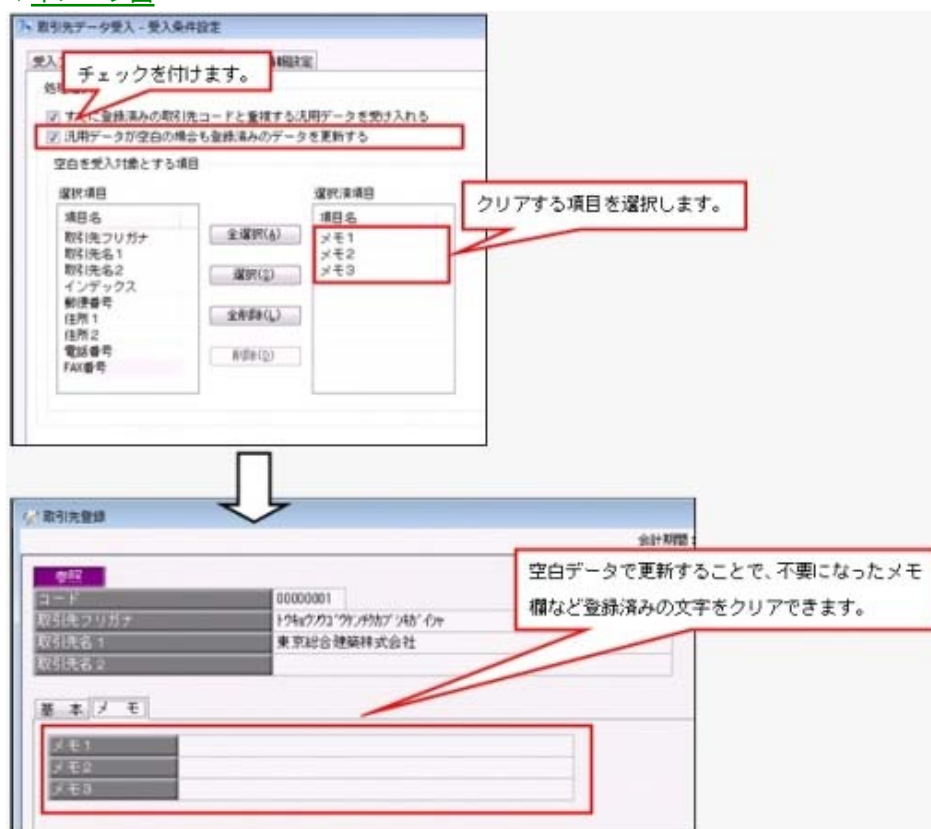 取引先データ受入 - 受入条件設定
チェックを付けます。
すでに登録済みの取引先コードと重複する汎用データを受け入れる
汎用データが空白の場合も登録済みのデータを更新する
空白を受入対象とする項目
選択項目
選択済項目
クリアする項目を選択します。
項目名
項目名
取引先フリガナ
取引先名1
取引先名2
インデックス
郵便番号
住所1
住所2
電話番号
FAX番号
全選択(A)
選択(S)
全削除(L)
削除(D)
メモ1
メモ2
メモ3
取引先登録
会計期間:
空白データで更新することで、不要になったメモ
欄など登録済みの文字をクリアできます。
参照
コード
00000001
取引先フリガナ
取引先名1
東京総合建築株式会社
取引先名2
基 本
メ モ
メモ1
メモ2
メモ3